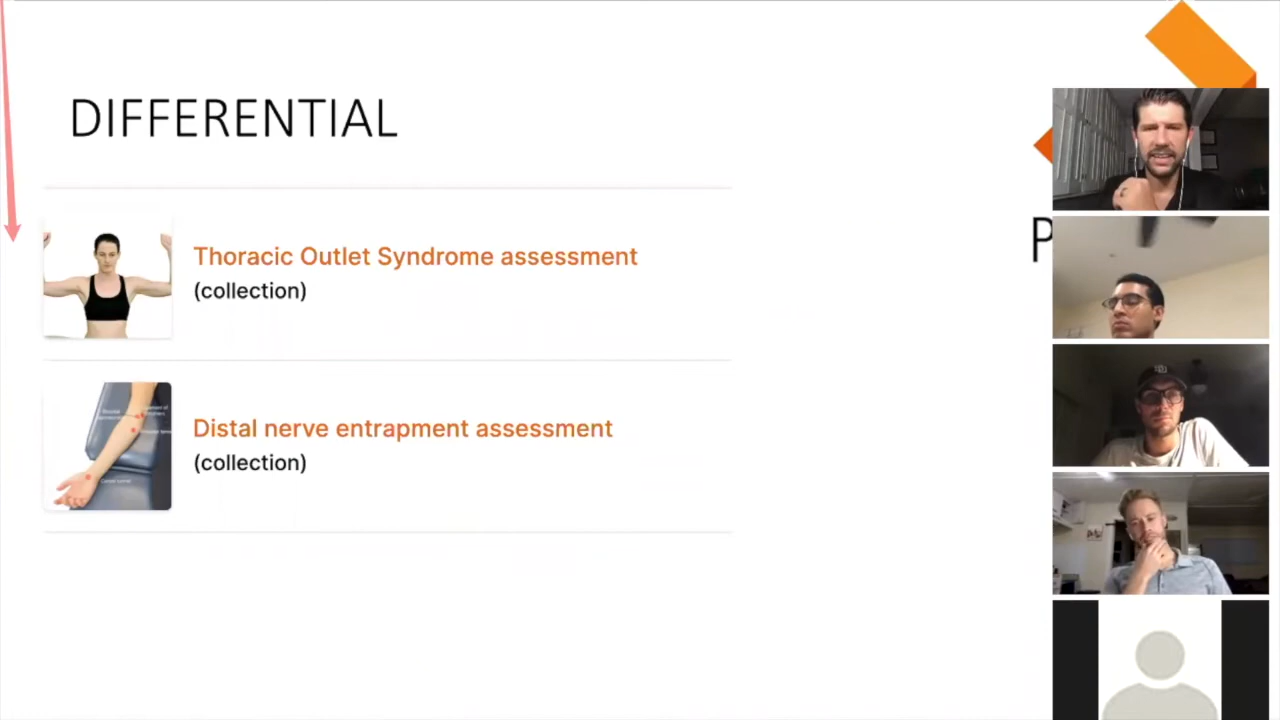 DIFFERENTIAL
Thoracic Outlet Syndrome assessment
(collection)
Distal nerve entrapment assessment
(collection)
P